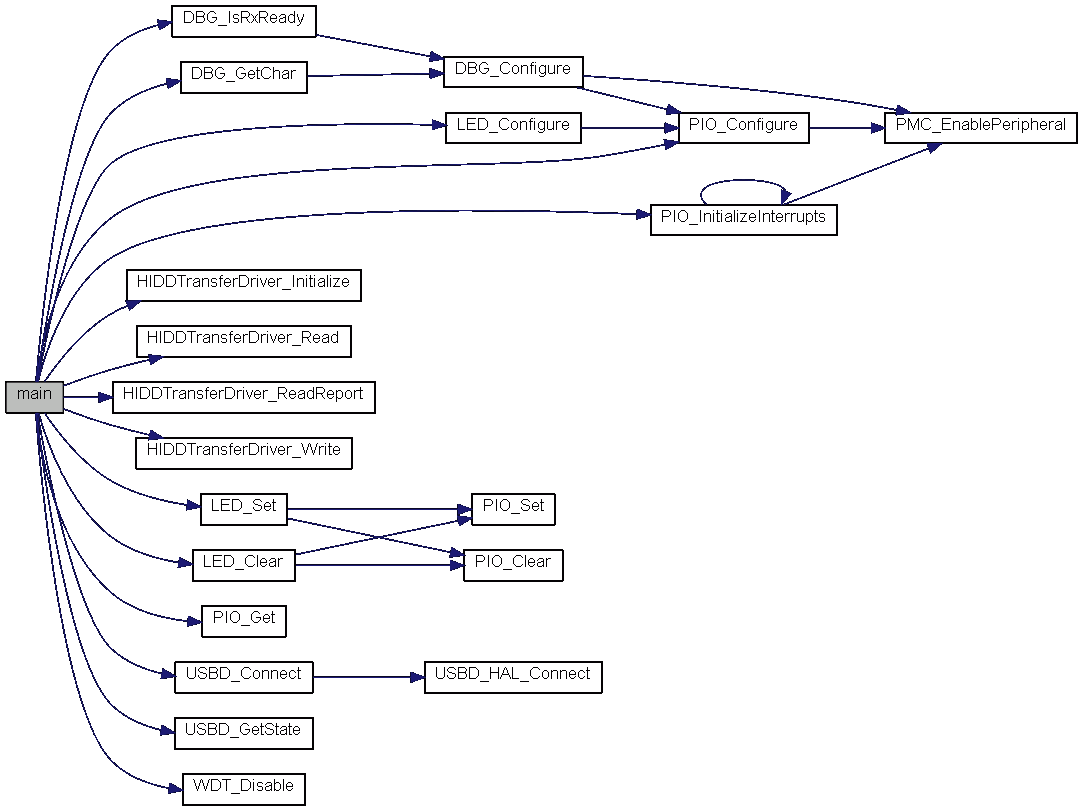 DBG_IsRxReady
DBG_GetChar
DBG_Configure
LED_Configure
PIO_Configure
PMC_EnablePeripheral
PIO_InitializeInterrupts
HIDDTransferDriver_Initialize
HIDDTransferDriver_Read
main
HIDDTransferDriver_ReadReport
HIDDTransferDriver_Write
LED_Set
PIO_Set
LED_Clear
PIO_Clear
PIO_Get
USBD_Connect
USBD_HAL_Connect
USBD_GetState
WDT_Disable